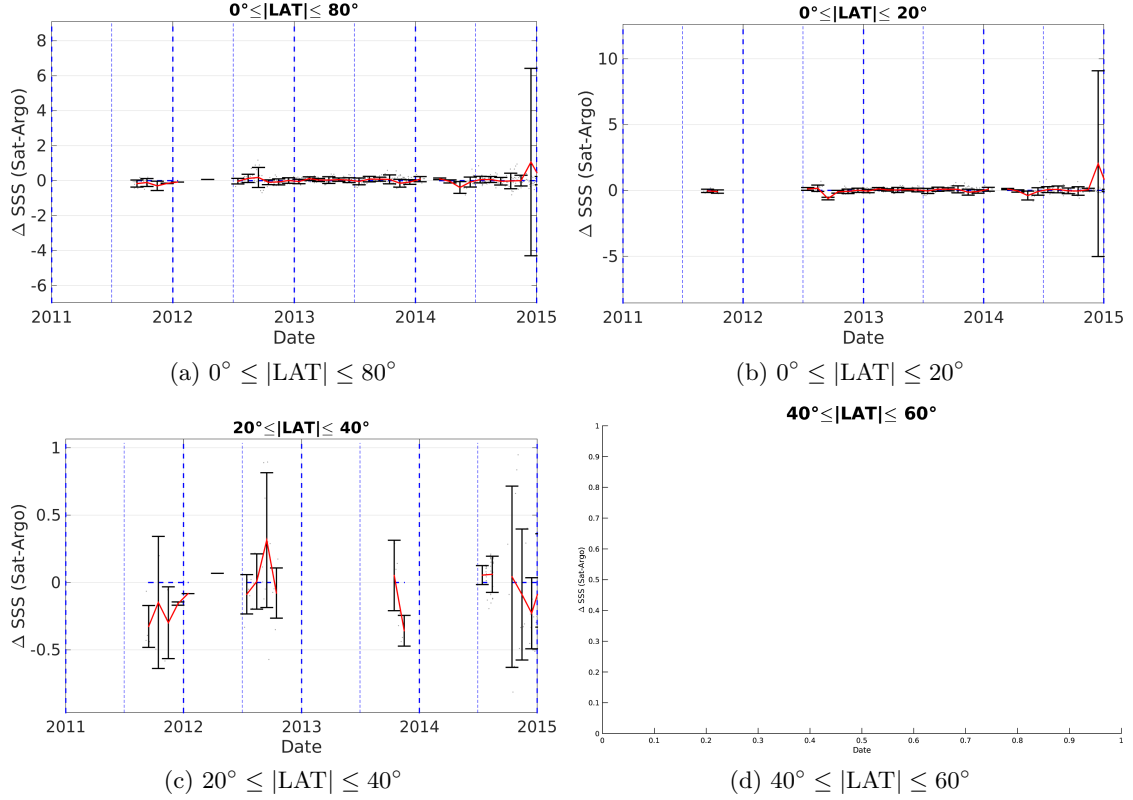 0°≤|LAT|≤ 80°
8
6
4
2
0
-2
-4
-6
Δ SSS (Sat-Argo)
2011 2012 2013 2014 2015
Date
(a) 0° ≤ |LAT| ≤ 80°
0°≤|LAT|≤ 20°
10
5
0
-5
Δ SSS (Sat-Argo)
2011 2012 2013 2014 2015
Date
(b) 0° ≤ |LAT| ≤ 20°
20°≤|LAT|≤ 40°
1
0.5
0
-0.5
Δ SSS (Sat-Argo)
2011 2012 2013 2014 2015
Date
(c) 20° ≤ |LAT| ≤ 40°
40°≤|LAT|≤ 60°
1
0.9
0.8
0.7
0.6
0.5
0.4
0.3
0.2
0.1
0
Δ SSS (Sat-Argo)
0 0.1 0.2 0.3 0.4 0.5 0.6 0.7 0.8 0.9 1
Date
(d) 40° ≤ |LAT| ≤ 60°